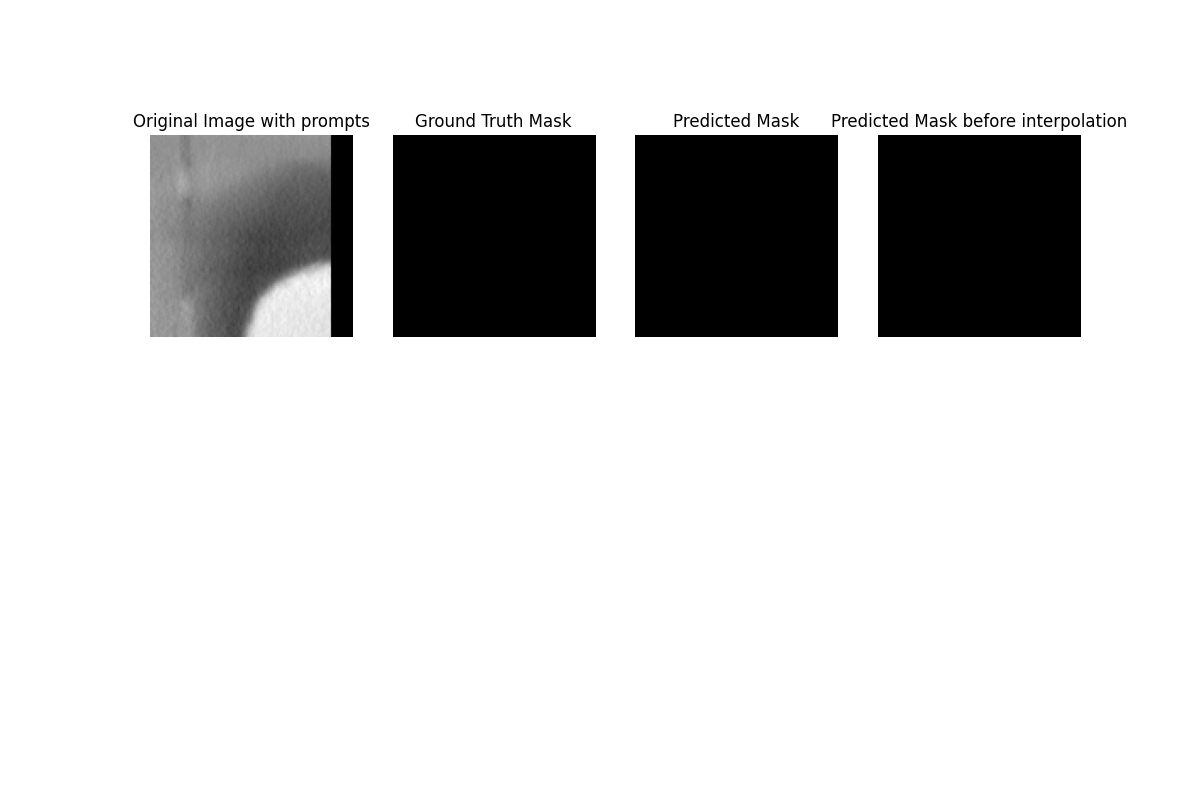 Original Image with prompts
Ground Truth Mask
Predicted Mask
Predicted Mask before interpolation